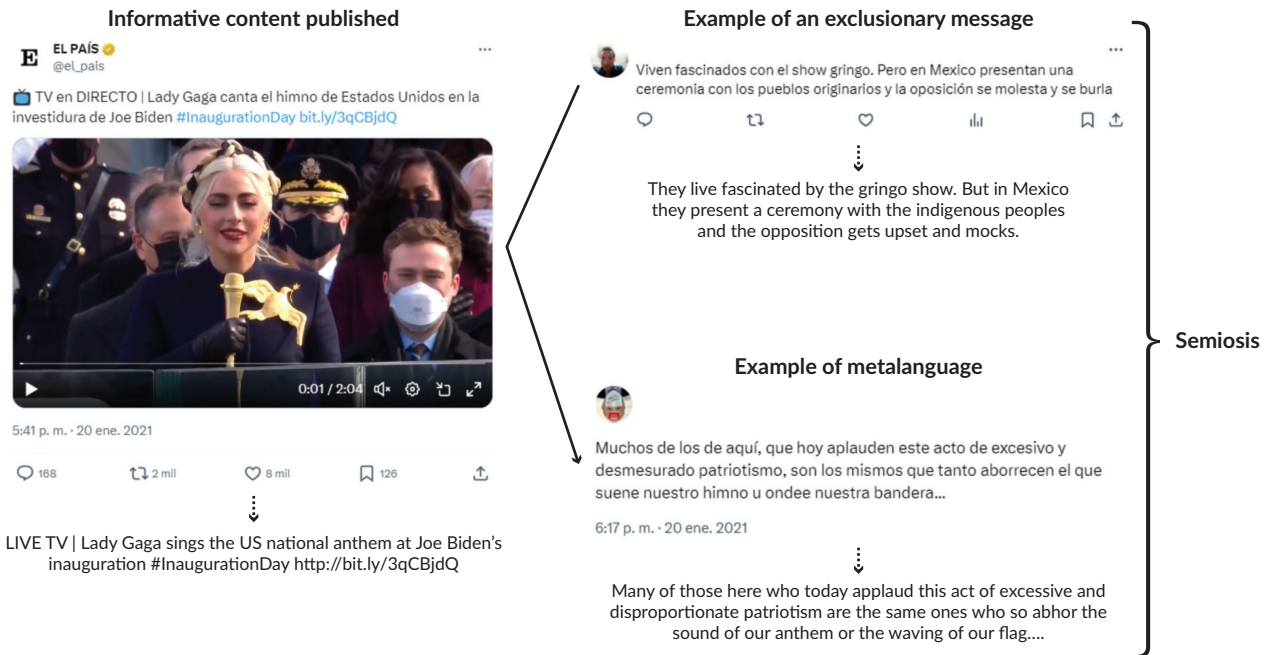 Informative content published
EL PAÍS
@el_pais
TV en DIRECTO | Lady Gaga canta el himno de Estados Unidos en la
investidura de Joe Biden #InaugurationDay bit.ly/3qCBjdQ
0:01 / 2:04
5:41 p. m. · 20 ene. 2021
168 2 mil 8 mil 126
LIVE TV | Lady Gaga sings the US national anthem at Joe Biden's
inauguration #InaugurationDay http://bit.ly/3qCBjdQ
Example of an exclusionary message
Viven fascinados con el show gringo. Pero en Mexico presentan una
ceremonia con los pueblos originarios y la oposición se molesta y se burla
They live fascinated by the gringo show. But in Mexico
they present a ceremony with the indigenous peoples
and the opposition gets upset and mocks.
Example of metalanguage
Muchos de los de aquí, que hoy aplauden este acto de excesivo y
desmesurado patriotismo, son los mismos que tanto aborrecen el que
suene nuestro himno u ondee nuestra bandera...
6:17 p. m. · 20 ene. 2021
Many of those here who today applaud this act of excessive and
disproportionate patriotism are the same ones who so abhor the
sound of our anthem or the waving of our flag....
Semiosis